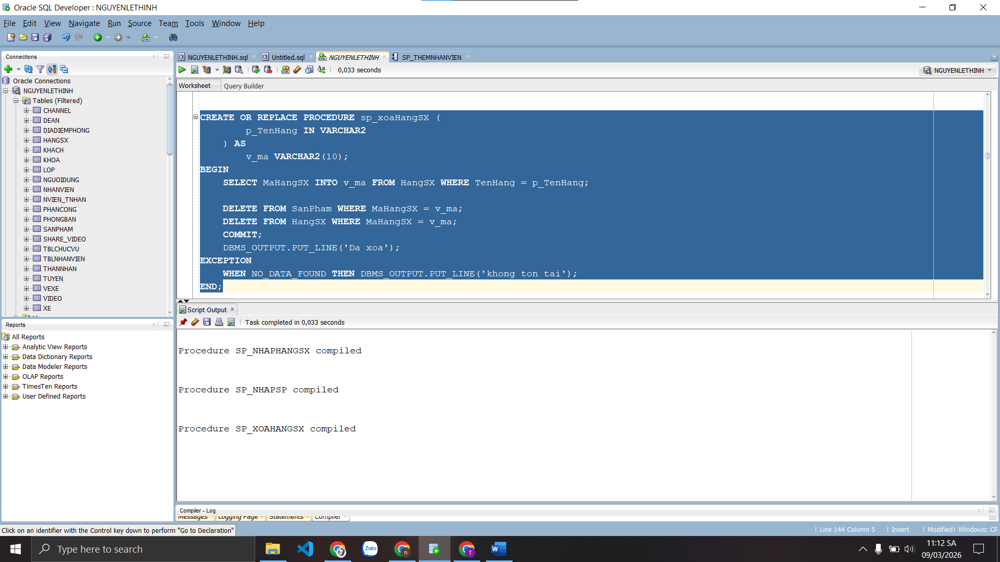 Oracle SQL Developer : NGUYENLETHINH
File Edit View Navigate Run Source Team Tools Window Help
Connections
Oracle Connections
NGUYENLETHINH
Tables (Filtered)
CHANNEL
DEAN
DIADIEMPHONG
HANGSX
KHACH
KHOA
LOP
NGUOIDUNG
NHANVIEN
NVIEN_TNHAN
PHANCONG
PHONGBAN
SANPHAM
SHARE_VIDEO
TBLCHUCVU
TBLNHANVIEN
THANNHAN
TUYEN
VEXE
VIDEO
XE
Reports
All Reports
Analytic View Reports
Data Dictionary Reports
Data Modeler Reports
OLAP Reports
TimesTen Reports
User Defined Reports
NGUYENLETHINH.sql Untitled.sql NGUYENLETHINH SP_THEMNHANVIEN
0,033 seconds
NGUYENLETHINH
Worksheet Query Builder
CREATE OR REPLACE PROCEDURE sp_xoaHangSX (
p_TenHang IN VARCHAR2
) AS
v_ma VARCHAR2(10);
BEGIN
SELECT MaHangSX INTO v_ma FROM HangSX WHERE TenHang = p_TenHang;
DELETE FROM SanPham WHERE MaHangSX = v_ma;
DELETE FROM HangSX WHERE MaHangSX = v_ma;
COMMIT;
DBMS_OUTPUT.PUT_LINE('Da xoa');
EXCEPTION
WHEN NO_DATA_FOUND THEN DBMS_OUTPUT.PUT_LINE('khong ton tai');
END;
Script Output
Task completed in 0,033 seconds
Procedure SP_NHAPHANGSX compiled
Procedure SP_NHAPSP compiled
Procedure SP_XOAHANGSX compiled
Compiler - Log
Messages Logging Page Statements Compiler
Click on an identifier with the Control key down to perform "Go to Declaration"
Line 144 Column 5 Insert Modified Windows: CR
Type here to search
Zalo
11:12 SA
09/03/2026